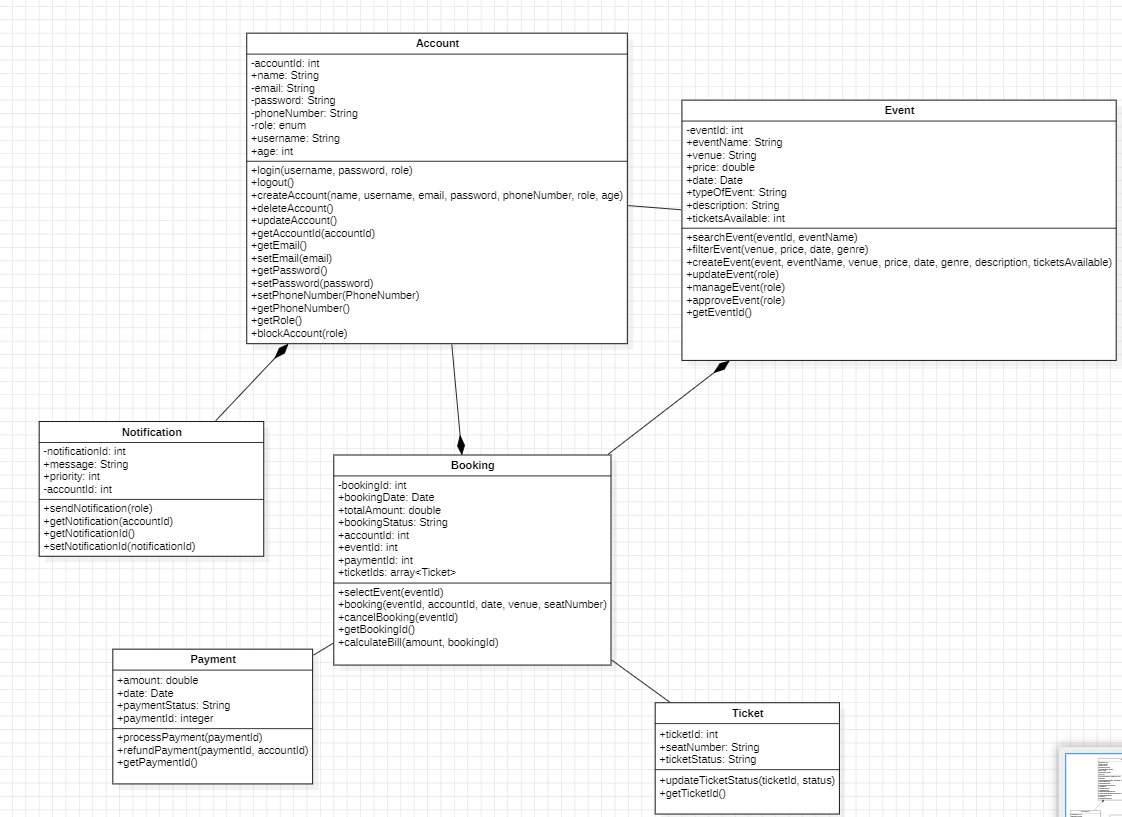 Account
-accountId: int
+name: String
-email: String
-password: String
-phoneNumber: String
-role: enum
+username: String
+age: int
+login(username, password, role)
+logout()
+createAccount(name, username, email, password, phoneNumber, role, age)
+deleteAccount()
+updateAccount()
+getAccountId(accountId)
+getEmail()
+setEmail(email)
+getPassword()
+setPassword(password)
+setPhoneNumber(PhoneNumber)
+getPhoneNumber()
+getRole()
+blockAccount(role)
Event
-eventId: int
+eventName: String
+venue: String
+price: double
+date: Date
+typeOfEvent: String
+description: String
+ticketsAvailable: int
+searchEvent(eventId, eventName)
+filterEvent(venue, price, date, genre)
+createEvent(event, eventName, venue, price, date, genre, description, ticketsAvailable)
+updateEvent(role)
+manageEvent(role)
+approveEvent(role)
+getEventId()
Notification
-notificationId: int
+message: String
+priority: int
-accountId: int
+sendNotification(role)
+getNotification(accountId)
+getNotificationId()
+setNotificationId(notificationId)
Booking
-bookingId: int
+bookingDate: Date
+totalAmount: double
+bookingStatus: String
+accountId: int
+eventId: int
+paymentId: int
+ticketIds: array<Ticket>
+selectEvent(eventId)
+booking(eventId, accountId, date, venue, seatNumber)
+cancelBooking(eventId)
+getBookingId()
+calculateBill(amount, bookingId)
Payment
+amount: double
+date: Date
+paymentStatus: String
+paymentId: integer
+processPayment(paymentId)
+refundPayment(paymentId, accountId)
+getPaymentId()
Ticket
+ticketId: int
+seatNumber: String
+ticketStatus: String
+updateTicketStatus(ticketId, status)
+getTicketId()